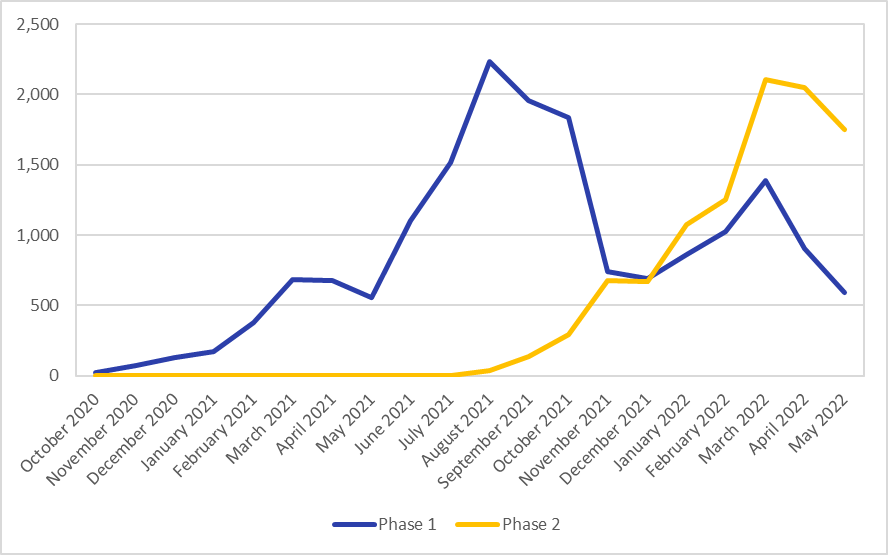 2,500
2,000
1,500
1,000
500
0
October 2020
November 2020
December 2020
January 2021
February 2021
March 2021
April 2021
May 2021
June 2021
July 2021
August 2021
September 2021
October 2021
November 2021
December 2021
January 2022
February 2022
March 2022
April 2022
May 2022
Phase 1
Phase 2